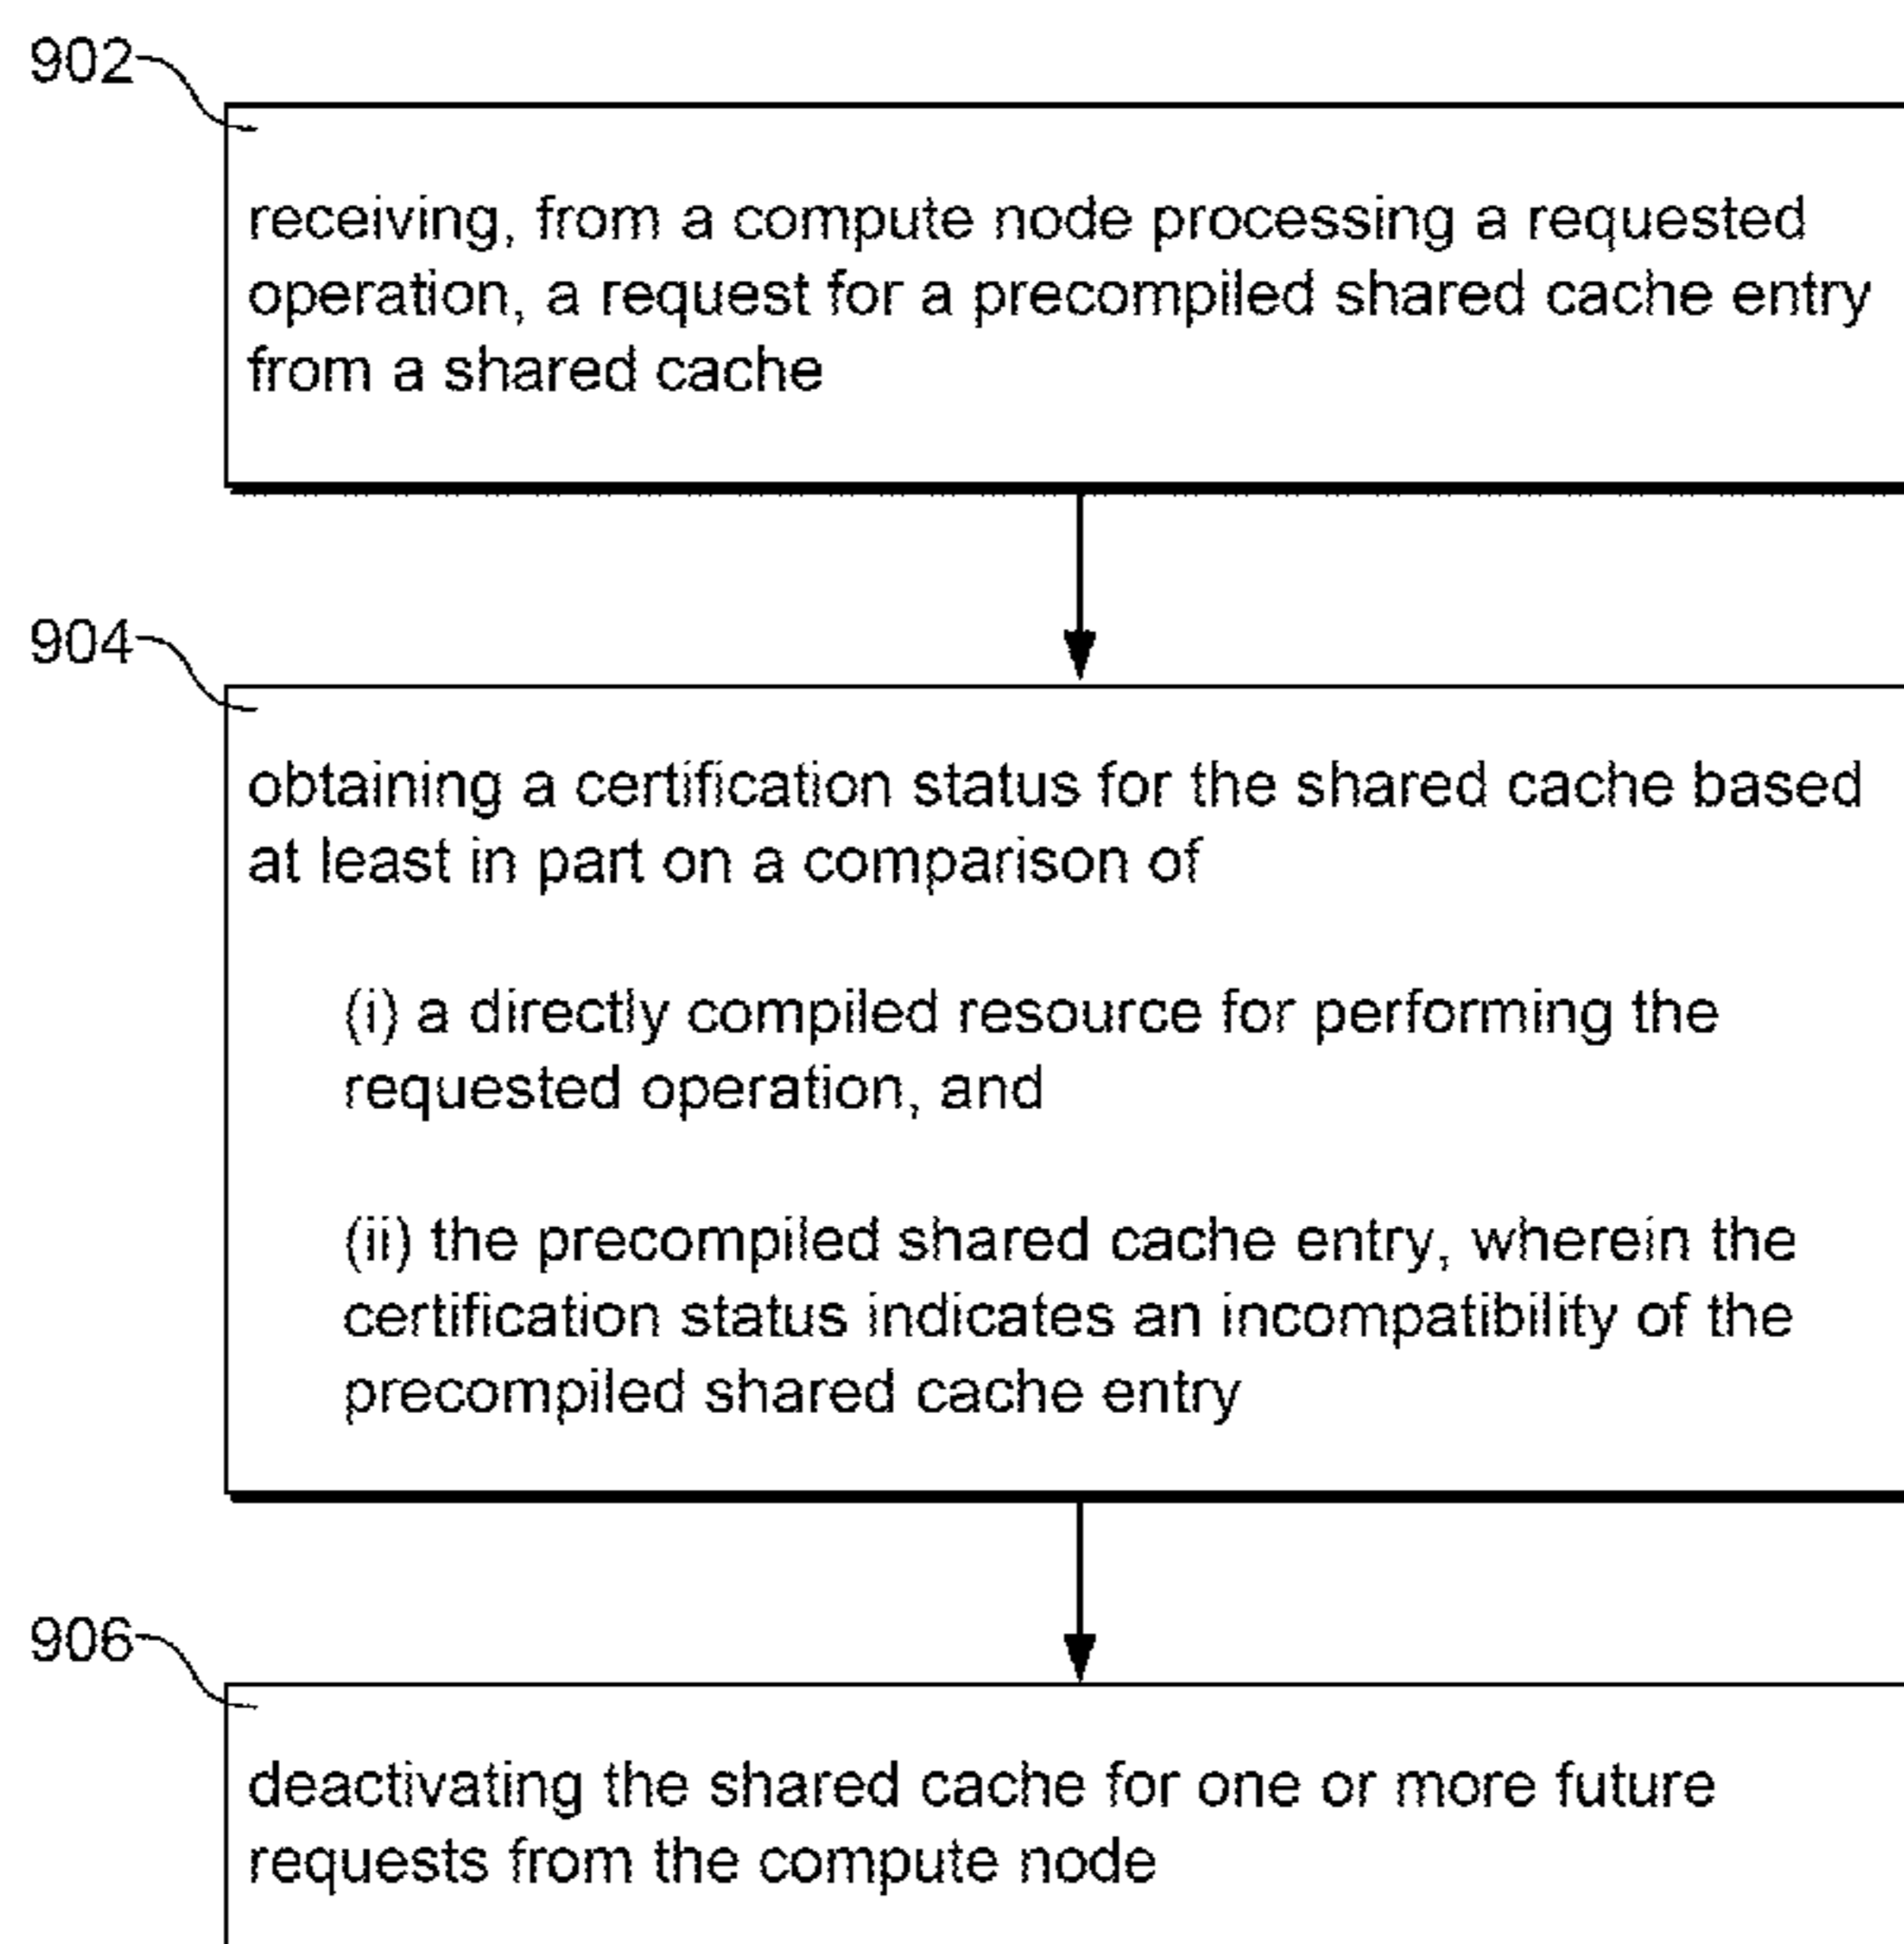 902
receiving, from a compute node processing a requested
operation, a request for a precompiled shared cache entry
from a shared cache
904
obtaining a certification status for the shared cache based
at least in part on a comparison of
(i) a directly compiled resource for performing the
requested operation, and
(ii) the precompiled shared cache entry, wherein the
certification status indicates an incompatibility of the
precompiled shared cache entry
906
deactivating the shared cache for one or more future
requests from the compute node